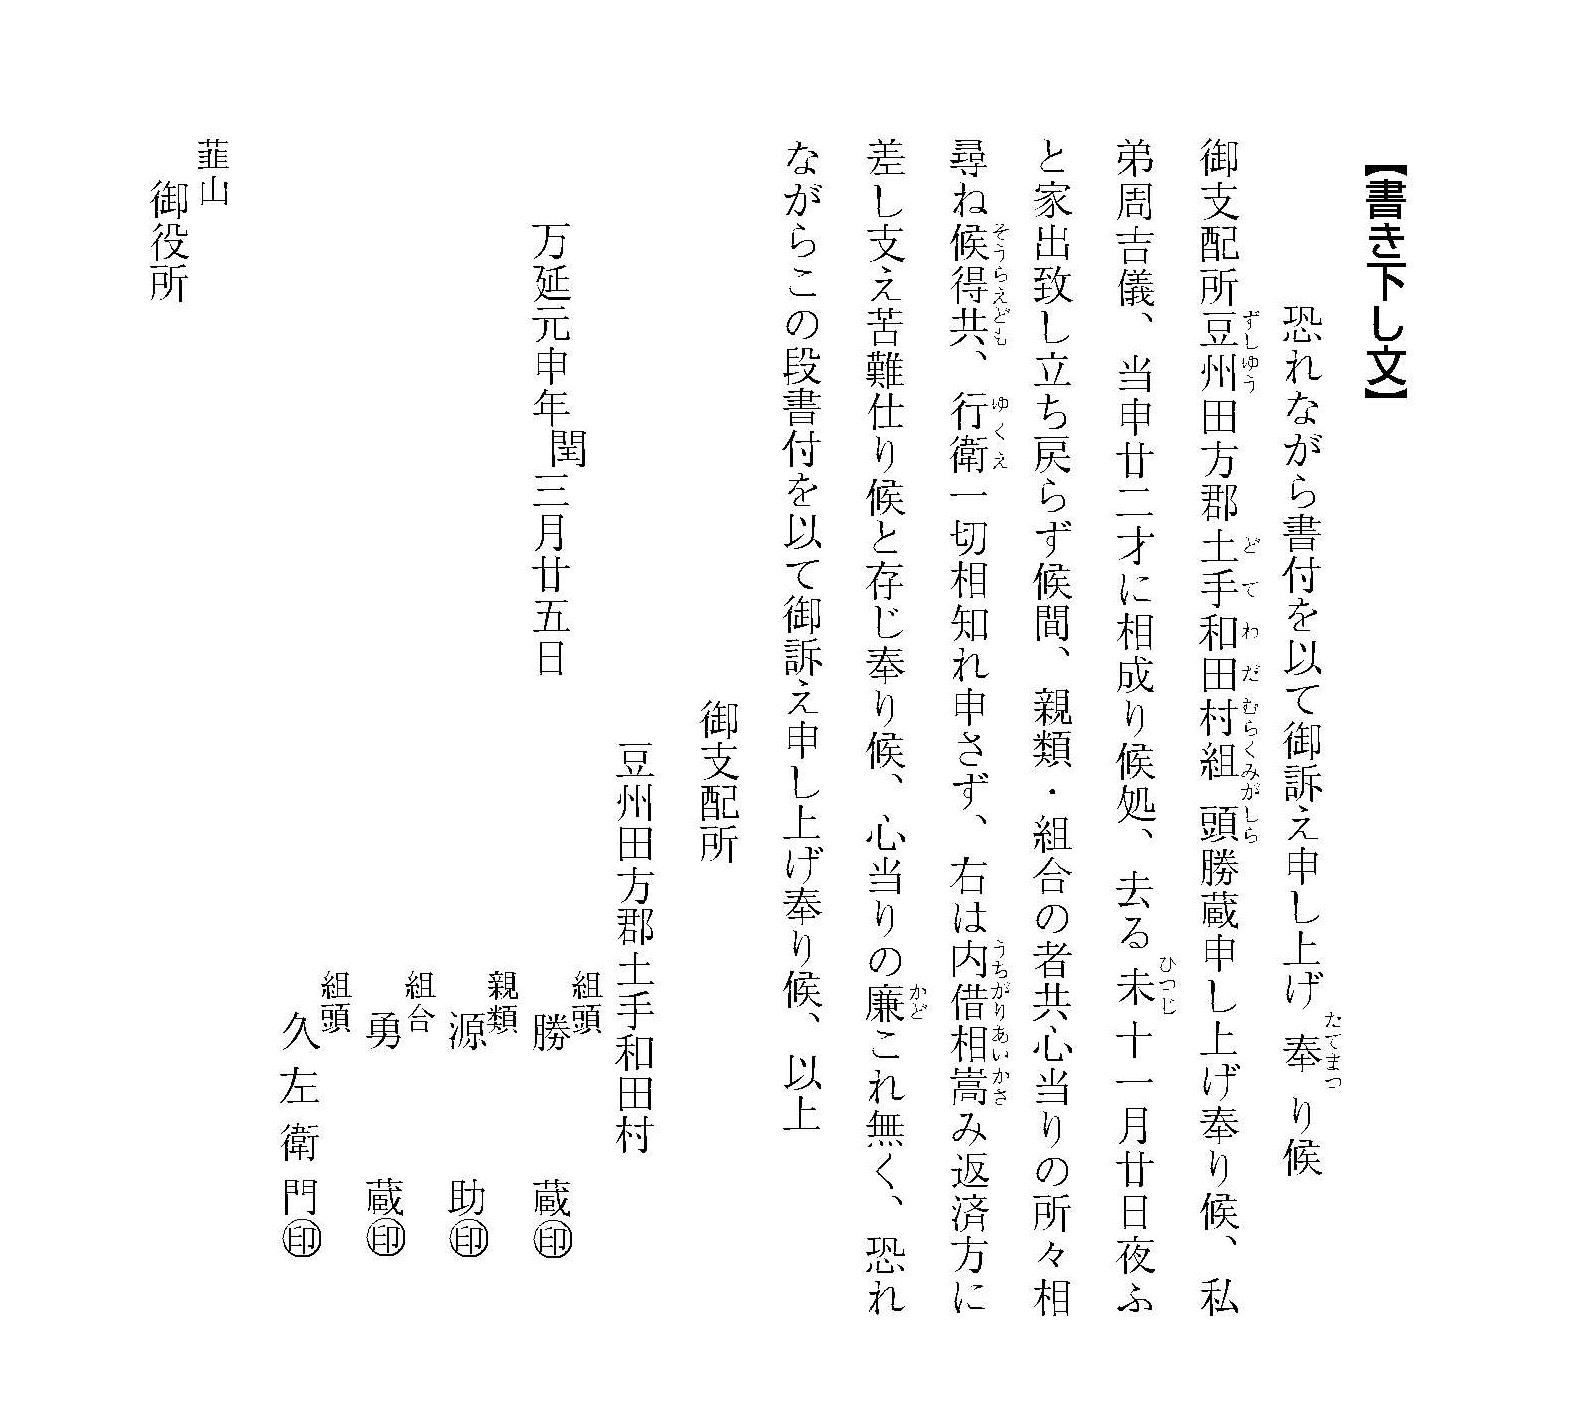 【書き下し文】
恐れながら書付を以て御訴え申し上げ奉り候
御支配所豆州田方郡土手和田村組頭勝蔵申し上げ奉り候、私
弟周吉儀、当申廿二才に相成り候処、去る未十一月廿日夜ふ
と家出致し立ち戻らず候間、親類・組合の者共心当りの所々相
尋ね候得共、行衛一切相知れ申さず、右は内借相嵩み返済方に
差し支え苦難仕り候と存じ奉り候、心当りの廉これ無く、恐れ
ながらこの段書付を以て御訴え申し上げ奉り候、以上
御支配所
豆州田方郡土手和田村
万延元申年閏三月廿五日
組頭 勝蔵㊞
親類 源助㊞
組合 勇蔵㊞
組頭 久左衛門㊞
韮山
御役所